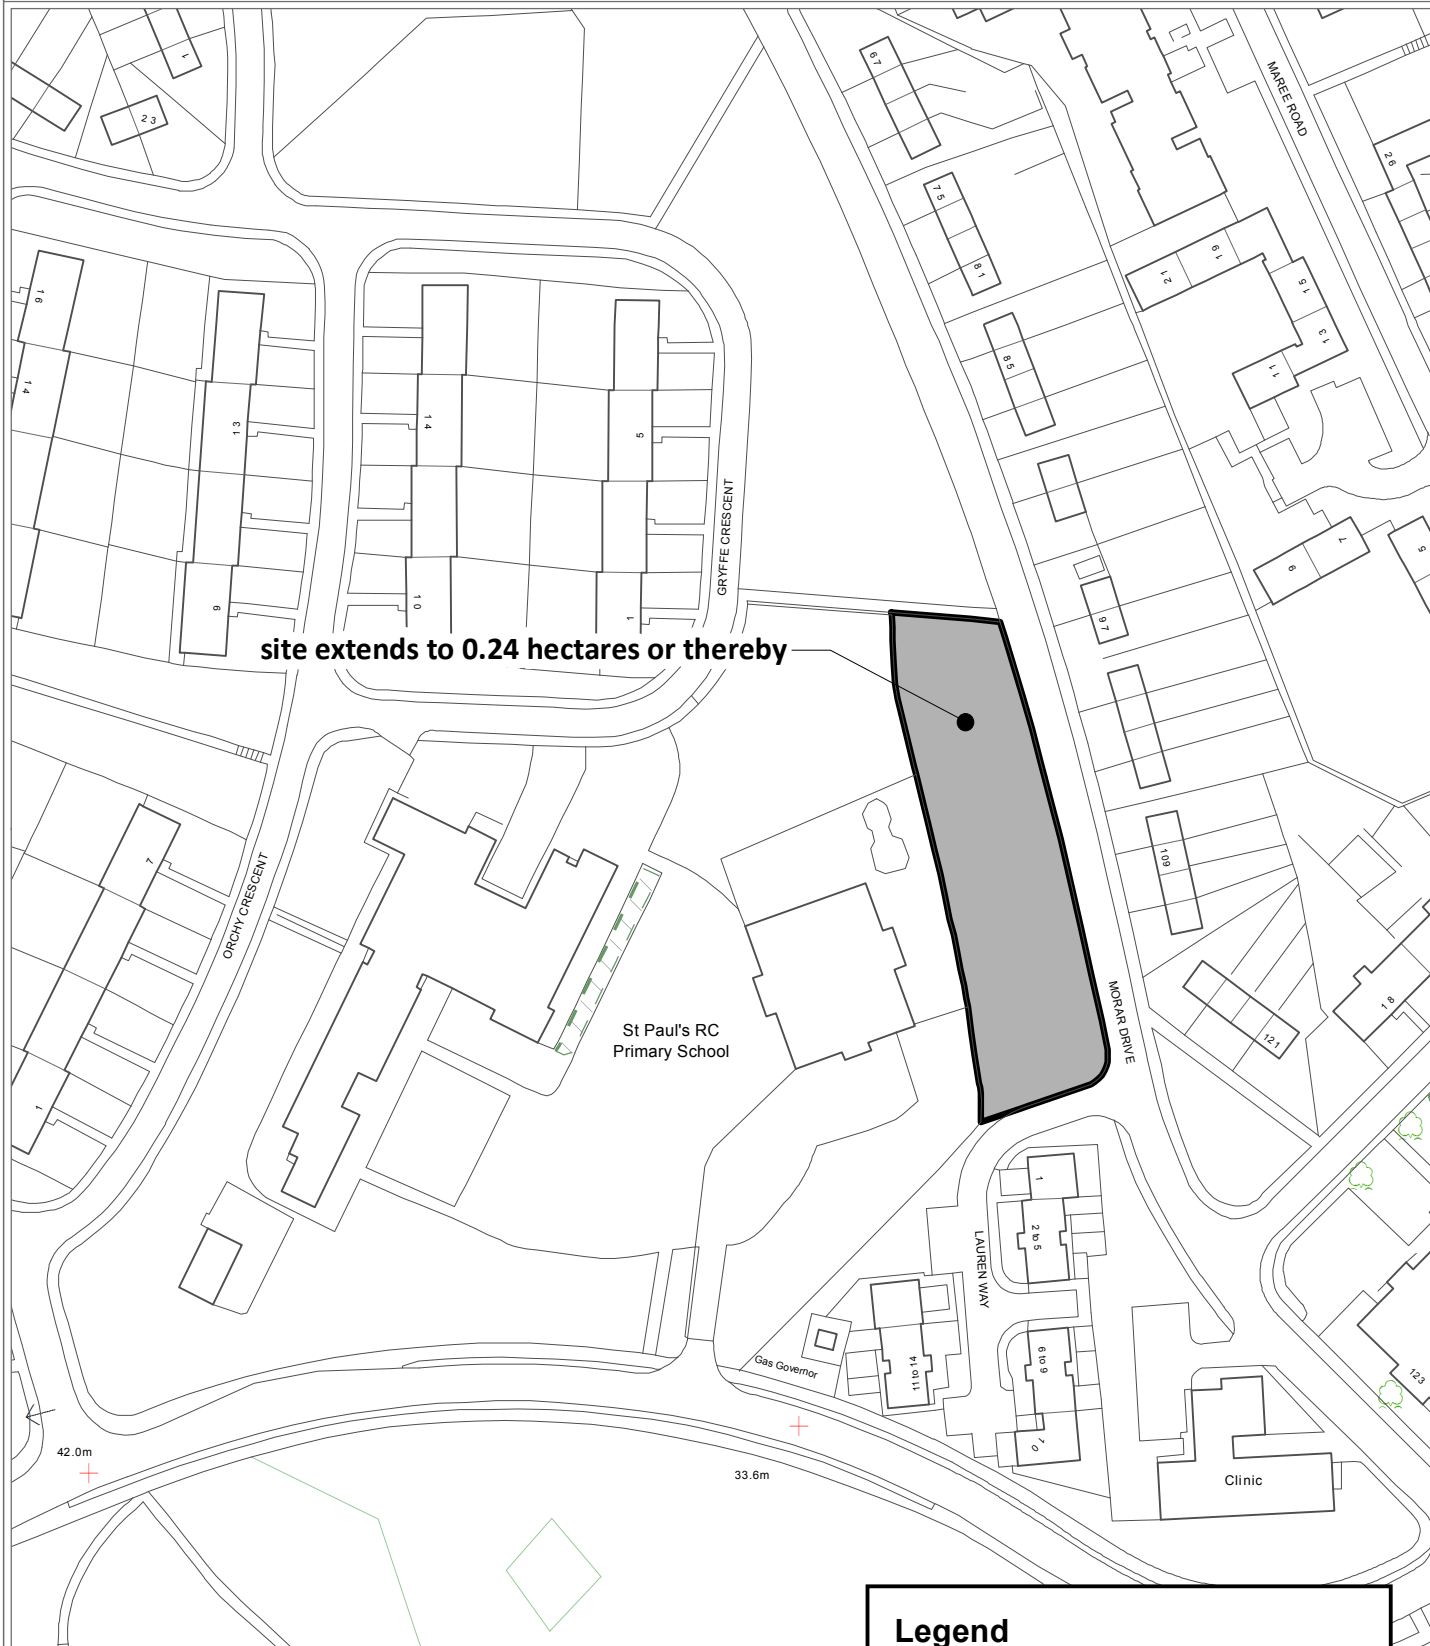 1
23
67
MAREE ROAD
26
75
81
19
21
15
13
11
16
14
13
9
14
10
5
1
85
97
7
9
5
GRYFFE CRESCENT
site extends to 0.24 hectares or thereby
109
7
1
ORCHY CRESCENT
St Paul's RC
Primary School
MORAR DRIVE
121
18
1
2 to 5
LAUREN WAY
6 to 9
10
11 to 14
Gas Governor
123
42.0m
33.6m
Clinic
Legend